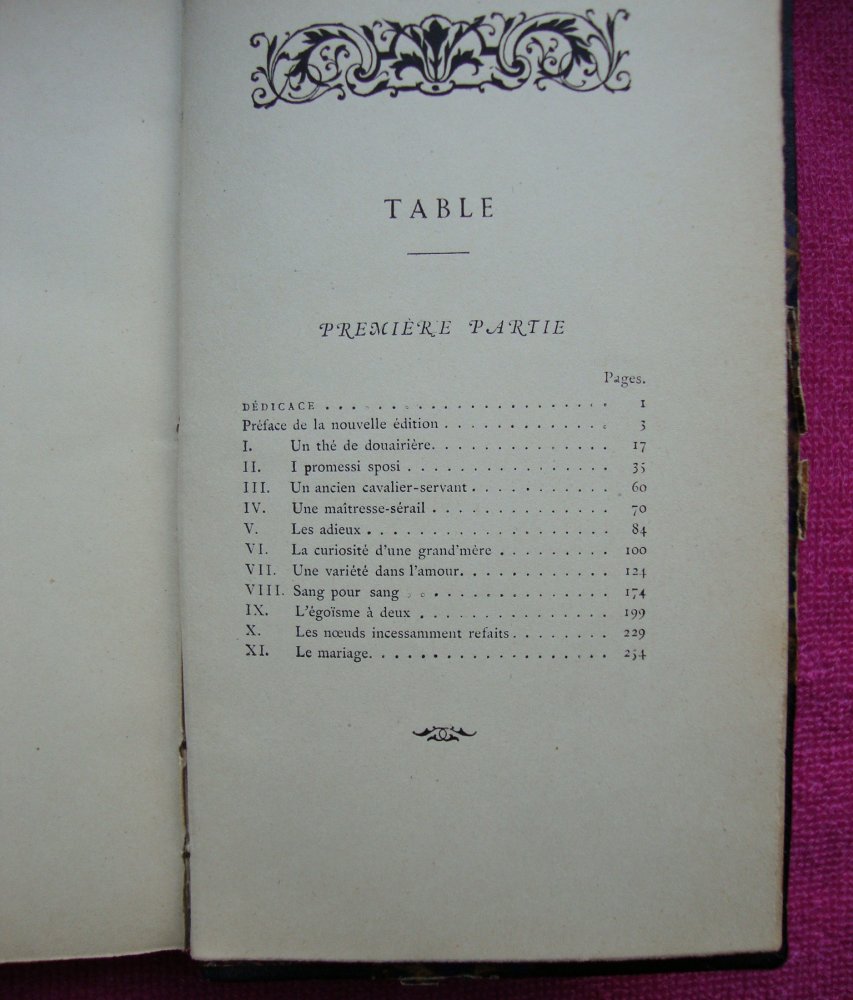 TABLE
PREMIÈRE PARTIE
Pages.
DÉDICACE . . . . . . . . . . . . . . . . . . . . . . 1
Préface de la nouvelle édition . . . . . . . . . . . . . 3
I. Un thé de douairière. . . . . . . . . . . . . . 17
II. I promessi sposi . . . . . . . . . . . . . . . . 35
III. Un ancien cavalier-servant . . . . . . . . . . . 60
IV. Une maîtresse-sérail . . . . . . . . . . . . . . 70
V. Les adieux . . . . . . . . . . . . . . . . . . . 84
VI. La curiosité d'une grand'mère . . . . . . . . . 100
VII. Une variété dans l'amour. . . . . . . . . . . . 124
VIII. Sang pour sang . . . . . . . . . . . . . . . . 174
IX. L'égoïsme à deux . . . . . . . . . . . . . . . 199
X. Les nœuds incessamment refaits . . . . . . . . 229
XI. Le mariage. . . . . . . . . . . . . . . . . . . 254